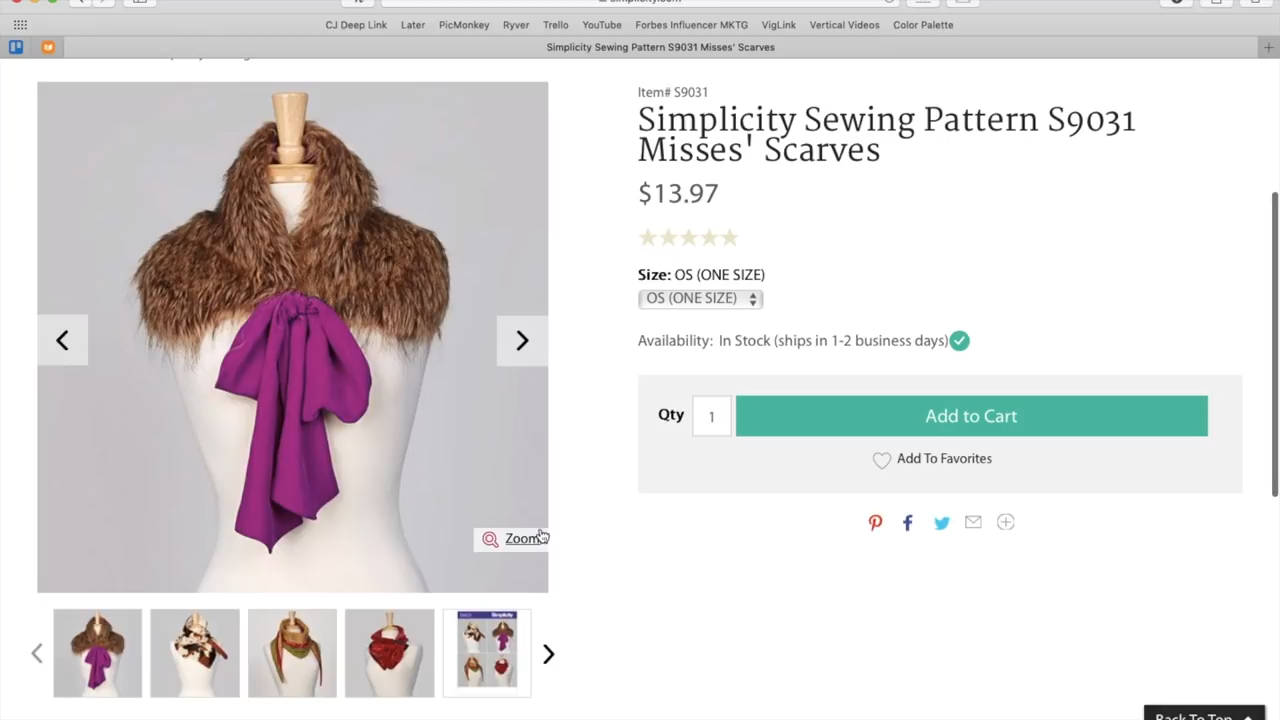 simplicity.com
CJ Deep Link Later PicMonkey Ryver Trello YouTube Forbes Influencer MKTG VigLink Vertical Videos Color Palette
Simplicity Sewing Pattern S9031 Misses' Scarves
Item# S9031
Simplicity Sewing Pattern S9031
Misses' Scarves
$13.97
Size: OS (ONE SIZE)
OS (ONE SIZE)
Availability: In Stock (ships in 1-2 business days)
Qty 1 Add to Cart
Add To Favorites
Zoom
Simplicity
Back To Top